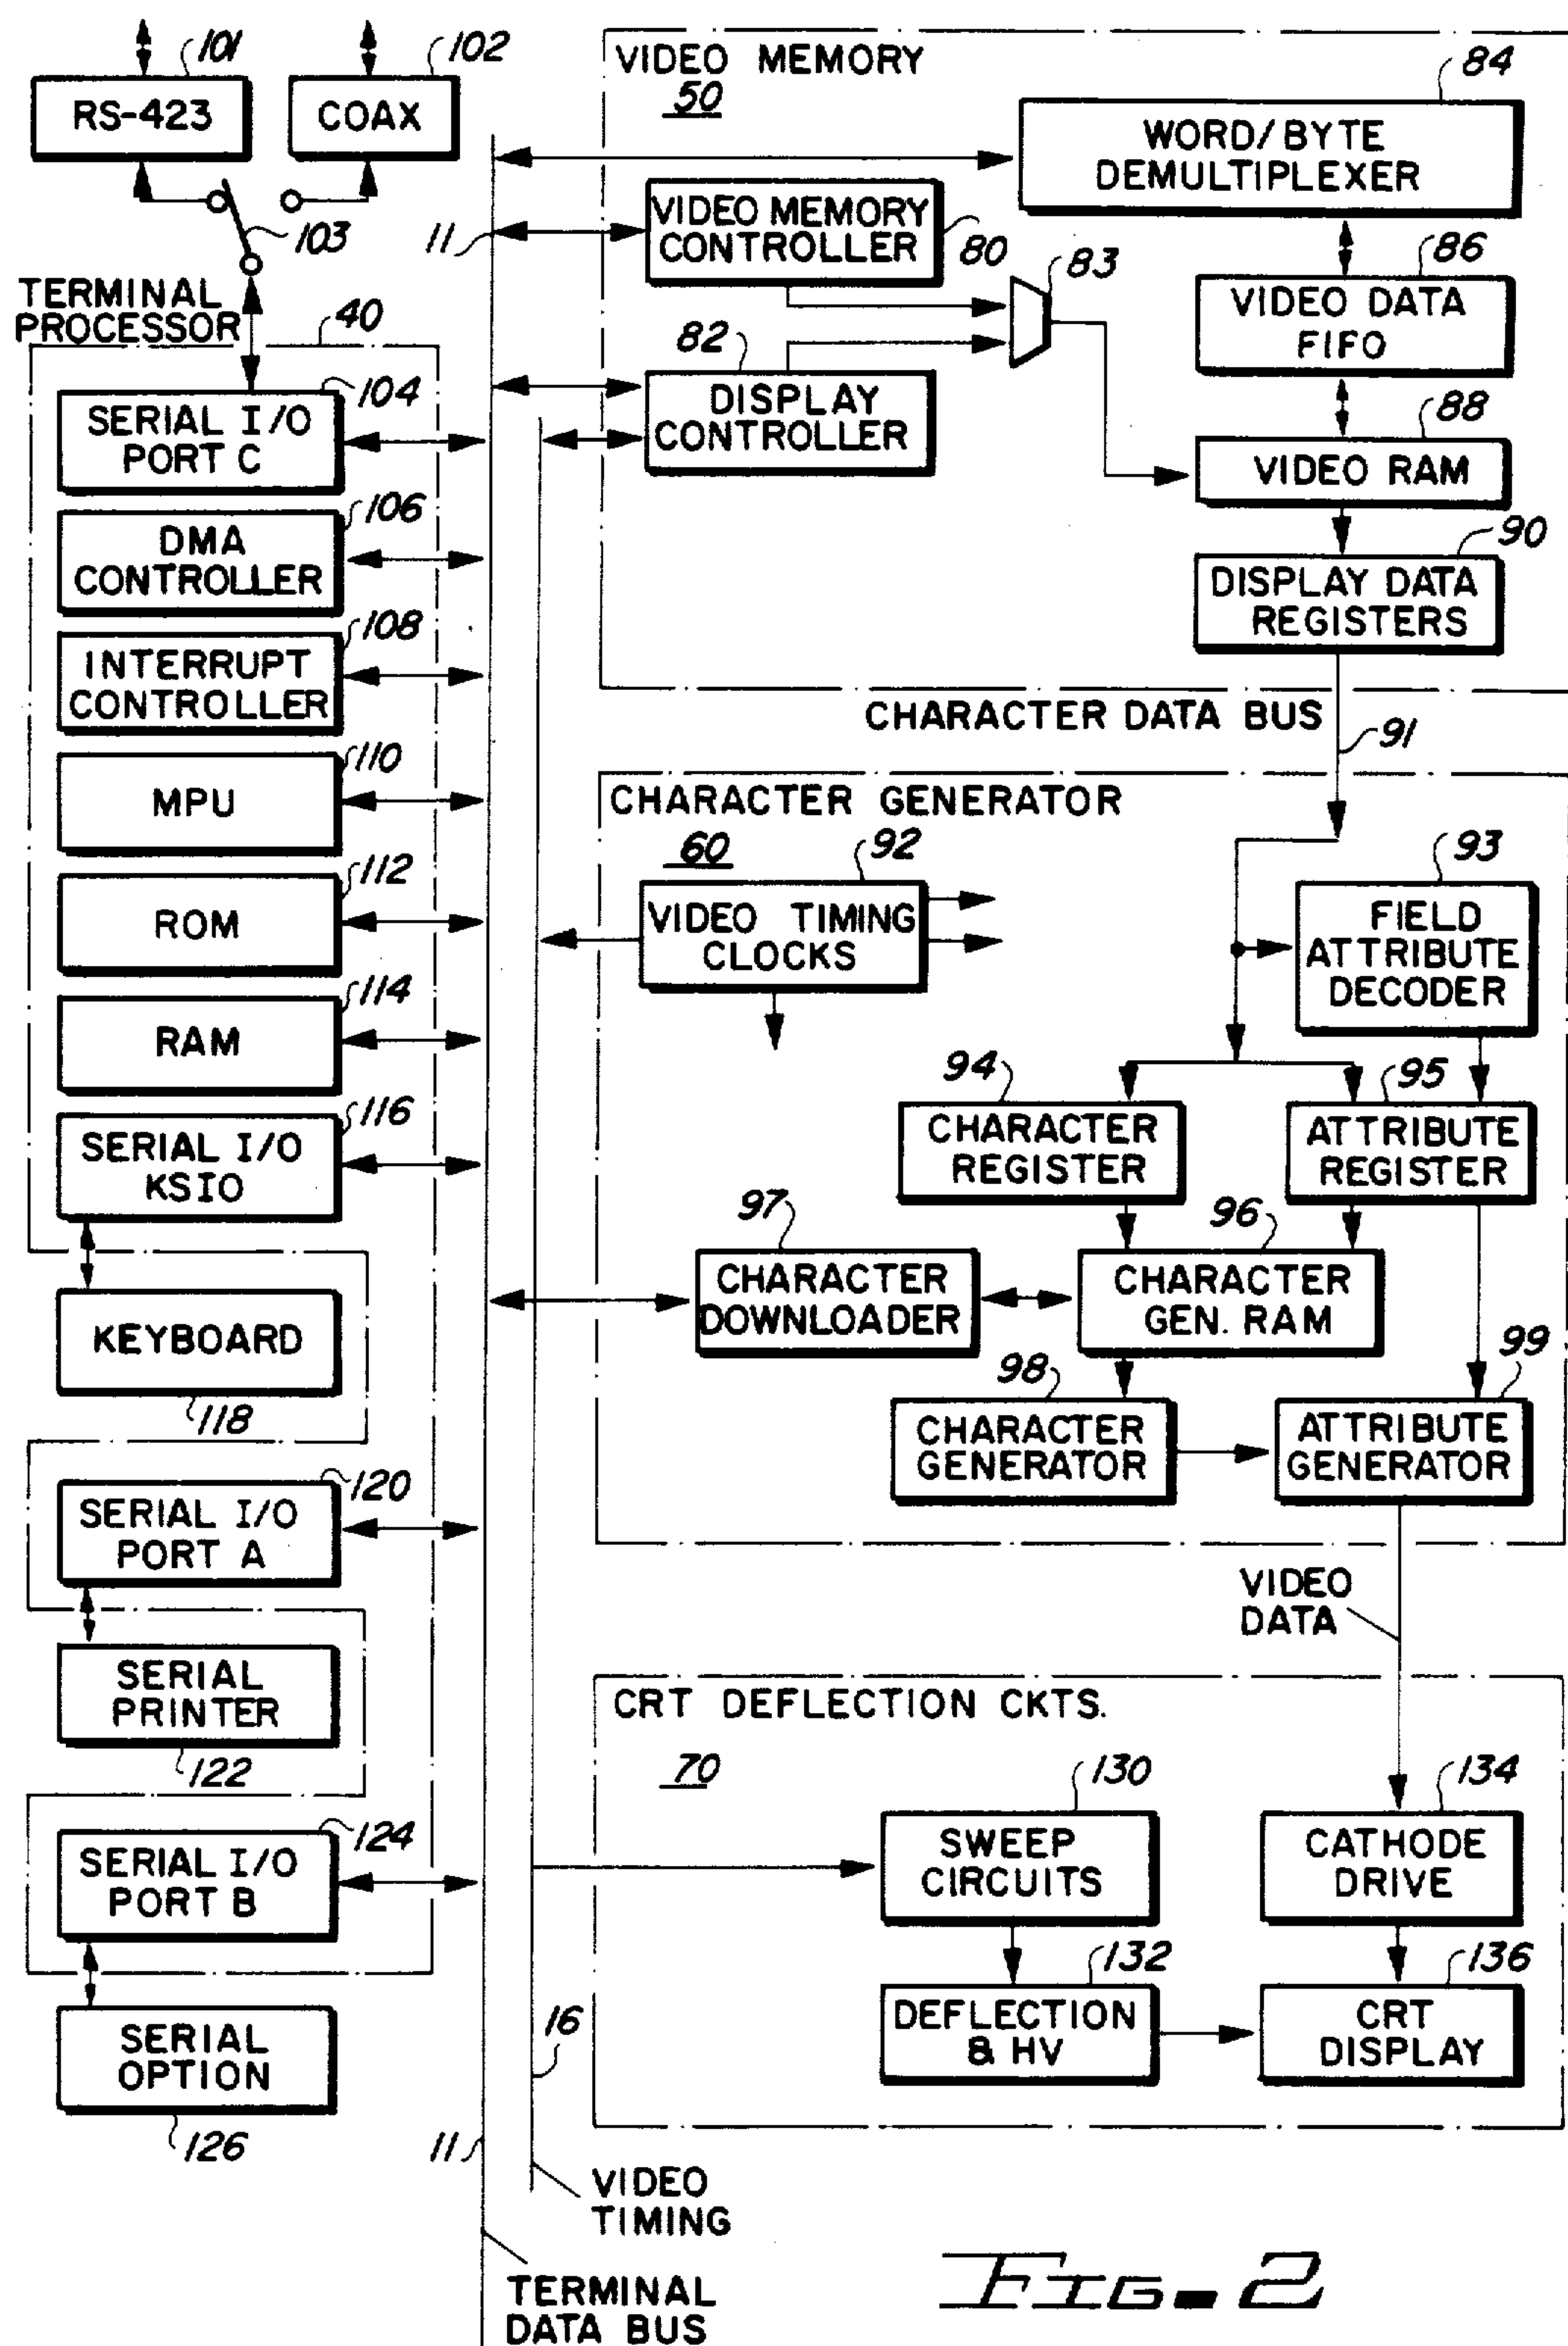 101
RS-423
102
COAX
103
TERMINAL
PROCESSOR
40
104
SERIAL I/O
PORT C
106
DMA
CONTROLLER
108
INTERRUPT
CONTROLLER
110
MPU
112
ROM
114
RAM
116
SERIAL I/O
KSIO
KEYBOARD
118
120
SERIAL I/O
PORT A
SERIAL
PRINTER
122
124
SERIAL I/O
PORT B
SERIAL
OPTION
126
11
11
16
VIDEO
TIMING
TERMINAL
DATA BUS
VIDEO MEMORY
50
84
WORD/BYTE
DEMULTIPLEXER
VIDEO MEMORY
CONTROLLER
80
83
86
VIDEO DATA
FIFO
82
DISPLAY
CONTROLLER
88
VIDEO RAM
90
DISPLAY DATA
REGISTERS
CHARACTER DATA BUS
91
CHARACTER GENERATOR
60
92
VIDEO TIMING
CLOCKS
93
FIELD
ATTRIBUTE
DECODER
94
CHARACTER
REGISTER
95
ATTRIBUTE
REGISTER
97
CHARACTER
DOWNLOADER
96
CHARACTER
GEN. RAM
98
CHARACTER
GENERATOR
99
ATTRIBUTE
GENERATOR
VIDEO
DATA
CRT DEFLECTION CKTS.
70
130
SWEEP
CIRCUITS
134
CATHODE
DRIVE
132
DEFLECTION
& HV
136
CRT
DISPLAY
FIG. 2